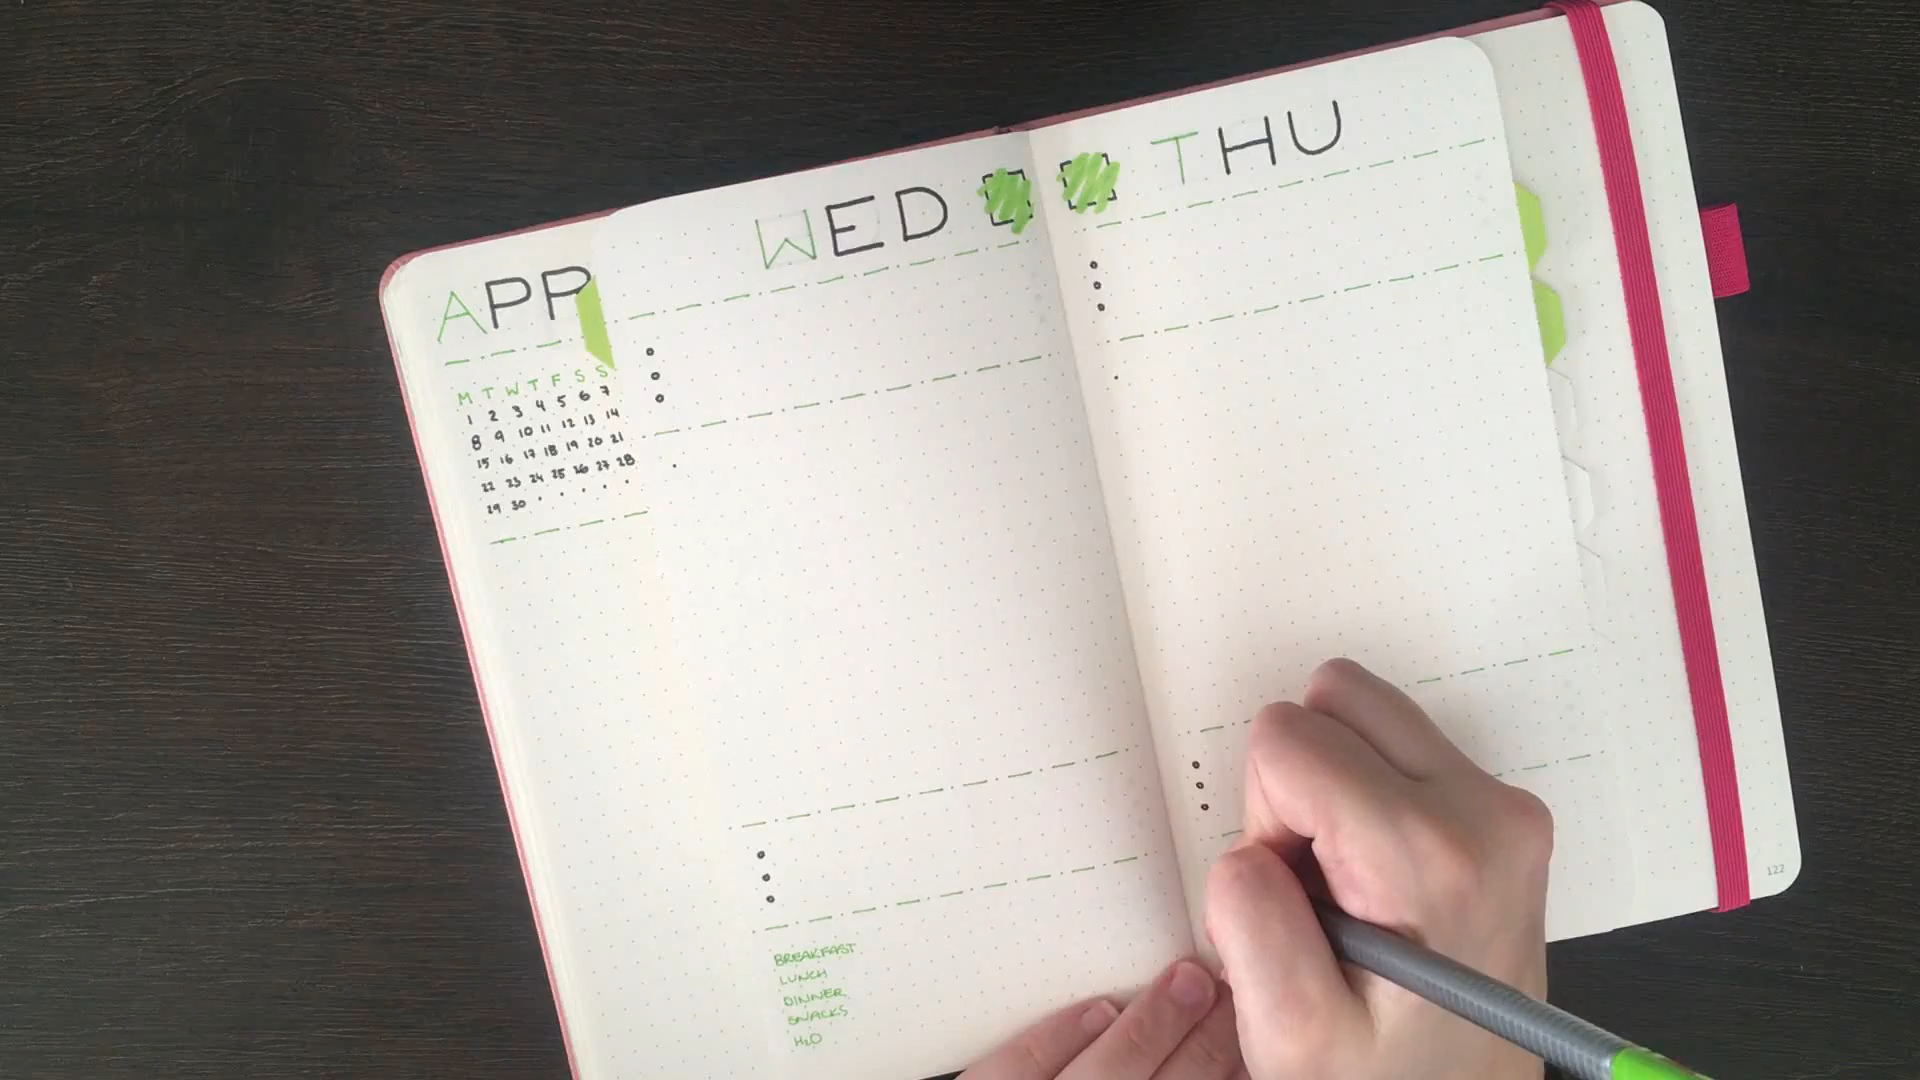 APP
M T W T F S S
1 2 3 4 5 6 7
8 9 10 11 12 13 14
15 16 17 18 19 20 21
22 23 24 25 26 27 28
29 30
WED
BREAKFAST
LUNCH
DINNER
SNACKS
H2O
THU
122